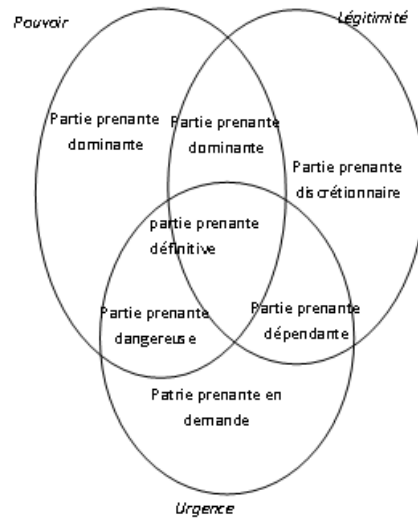 Pouvoir
Légitimité
Partie prenante
dominante
Partie prenante
dominante
Partie prenante
discrétionnaire
partie prenante
définitive
Partie prenante
dangereuse
Partie prenante
dépendante
Patrie prenante en
demande
Urgence